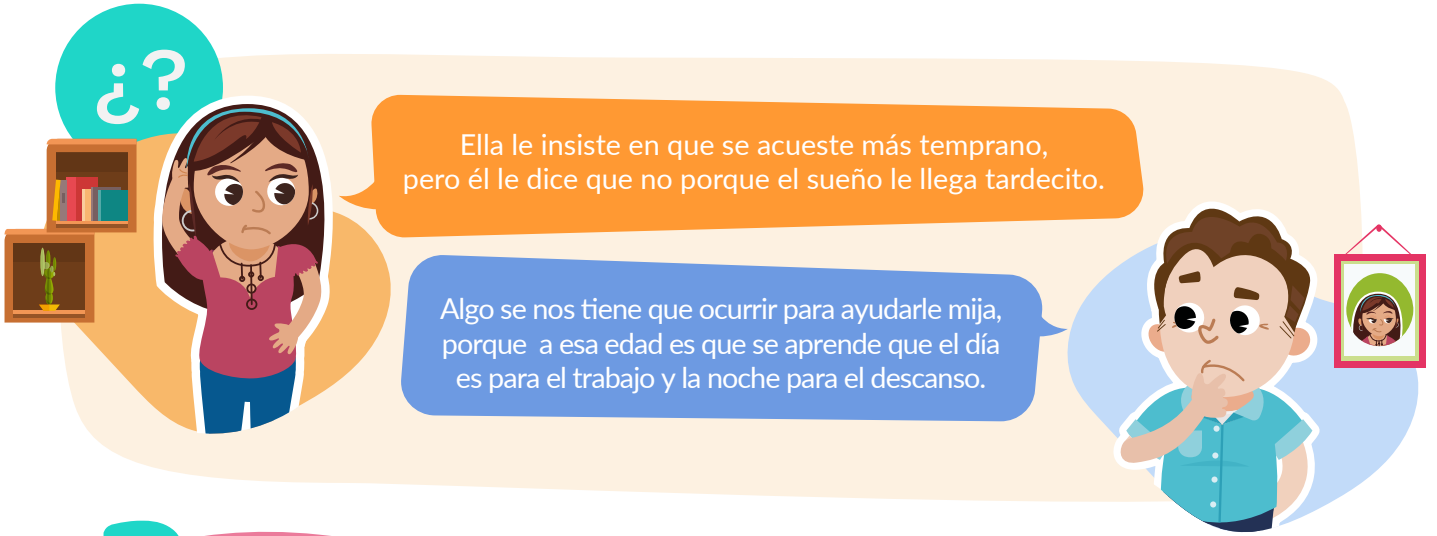 ¿?
Ella le insiste en que se acueste más temprano,
pero él le dice que no porque el sueño le llega tardecito.
Algo se nos tiene que ocurrir para ayudarle mija,
porque  a esa edad es que se aprende que el día
es para el trabajo y la noche para el descanso.